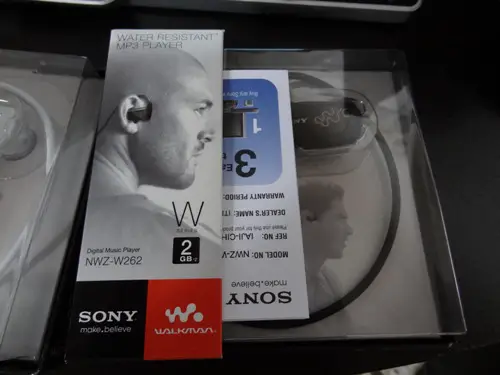 WATER RESISTANT*
MP3 PLAYER
W
SERIES
2
GB*¹
Digital Music Player
NWZ-W262
SONY
make.believe
WALKMAN
1
3
WARRANTY PERIOD:
DEALER'S NAME:
REF NO:
MODEL NO: NWZ-V
SONY
make.believe